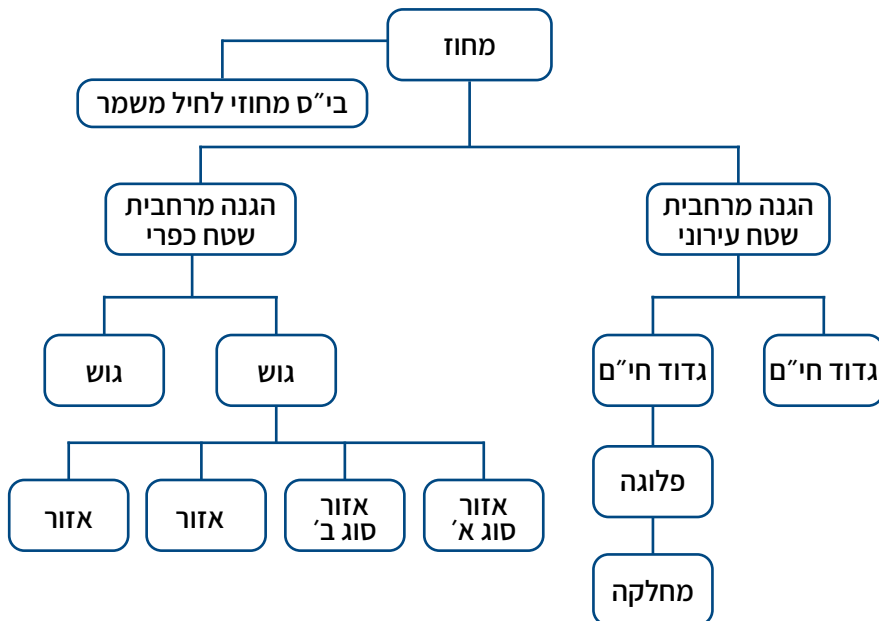 מחוז
בי״ס מחוזי לחיל משמר
הגנה מרחבית
שטח עירוני
הגנה מרחבית
שטח כפרי
גדוד חי״ם
גדוד חי״ם
גוש
גוש
פלוגה
אזור
סוג א׳
אזור
סוג ב׳
אזור
אזור
מחלקה